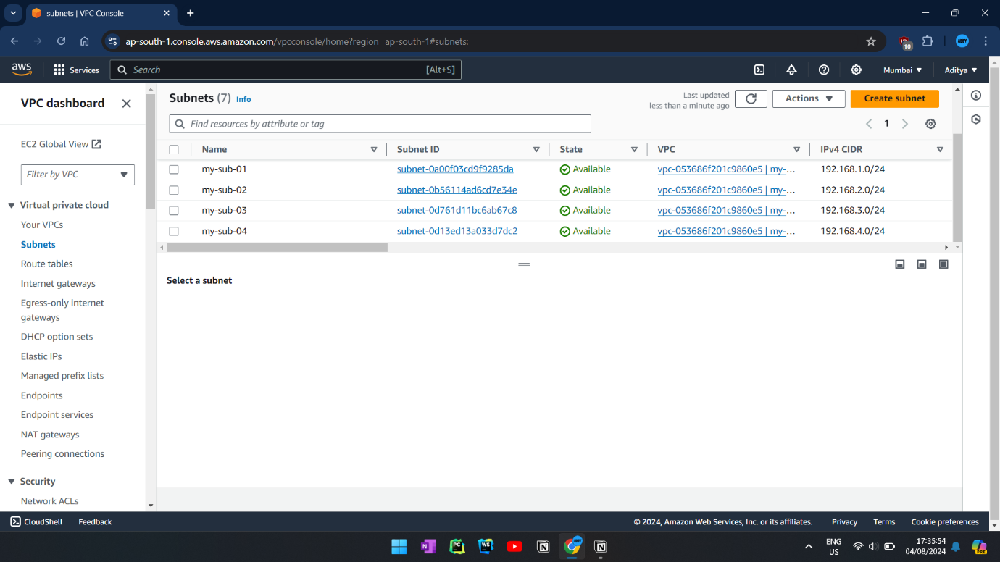 subnets | VPC Console
ap-south-1.console.aws.amazon.com/vpcconsole/home?region=ap-south-1#subnets:
10
ADDY
aws
Services
Search
[Alt+S]
Mumbai
Aditya
VPC dashboard
EC2 Global View
Filter by VPC
Virtual private cloud
Your VPCs
Subnets
Route tables
Internet gateways
Egress-only internet
gateways
DHCP option sets
Elastic IPs
Managed prefix lists
Endpoints
Endpoint services
NAT gateways
Peering connections
Security
Network ACLs
Subnets (7) Info
Last updated
less than a minute ago
Actions
Create subnet
Find resources by attribute or tag
1
Name Subnet ID State VPC IPv4 CIDR
my-sub-01 subnet-0a00f03cd9f9285da Available vpc-053686f201c9860e5 | my-... 192.168.1.0/24
my-sub-02 subnet-0b56114ad6cd7e34e Available vpc-053686f201c9860e5 | my-... 192.168.2.0/24
my-sub-03 subnet-0d761d11bc6ab67c8 Available vpc-053686f201c9860e5 | my-... 192.168.3.0/24
my-sub-04 subnet-0d13ed13a033d7dc2 Available vpc-053686f201c9860e5 | my-... 192.168.4.0/24
Select a subnet
CloudShell Feedback © 2024, Amazon Web Services, Inc. or its affiliates. Privacy Terms Cookie preferences
N
PC
WS
N
N
ENG
US
17:35:54
04/08/2024
PRE